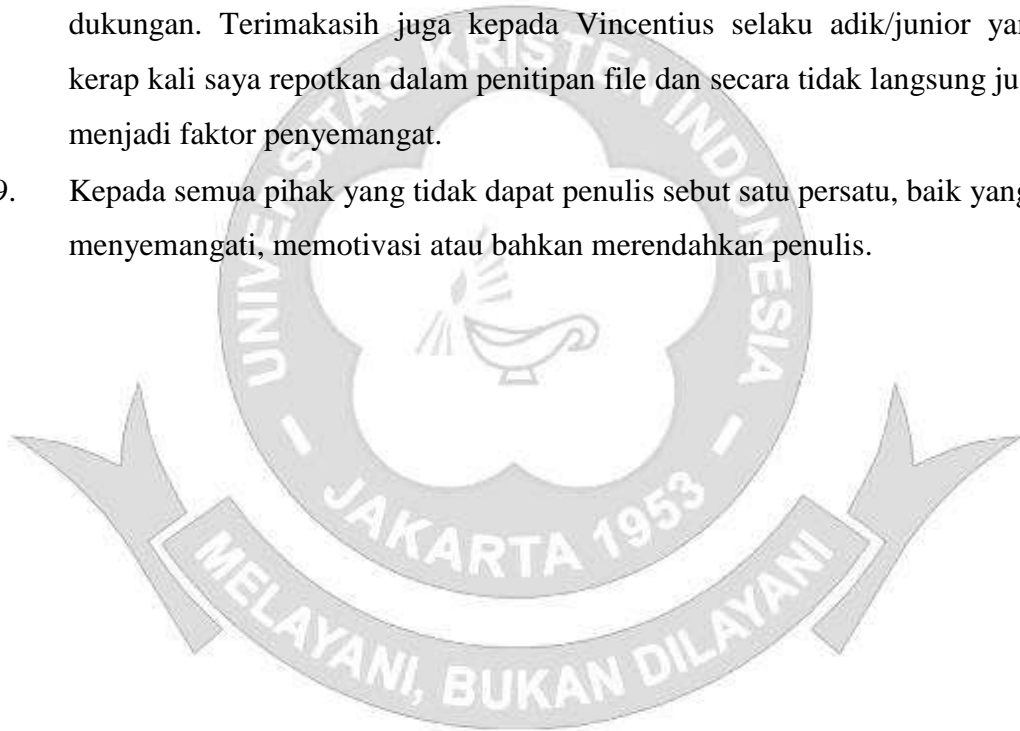 dukungan. Terimakasih juga kepada Vincentius selaku adik/junior yan
kerap kali saya repotkan dalam penitipan file dan secara tidak langsung ju
menjadi faktor penyemangat.
9. Kepada semua pihak yang tidak dapat penulis sebut satu persatu, baik yang
menyemangati, memotivasi atau bahkan merendahkan penulis.
UNIVERSITAS KRISTEN INDONESIA
- JAKARTA 1953 -
MELAYANI, BUKAN DILAYANI